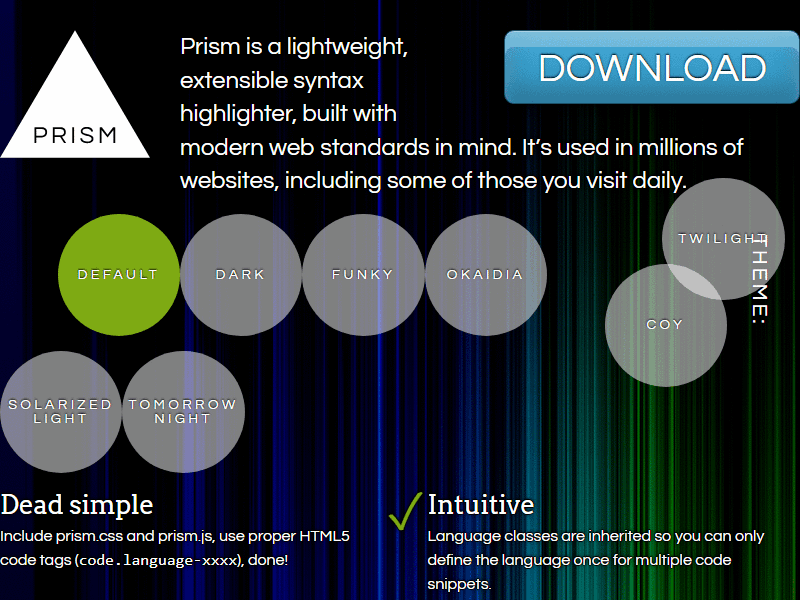 PRISM
Prism is a lightweight,
extensible syntax
highlighter, built with
modern web standards in mind. It’s used in millions of
websites, including some of those you visit daily.
DOWNLOAD
THEME:
DEFAULT
DARK
FUNKY
OKAIDIA
TWILIGHT
COY
SOLARIZED
LIGHT
TOMORROW
NIGHT
Dead simple
Include prism.css and prism.js, use proper HTML5
code tags (code.language-xxxx), done!
Intuitive
Language classes are inherited so you can only
define the language once for multiple code
snippets.